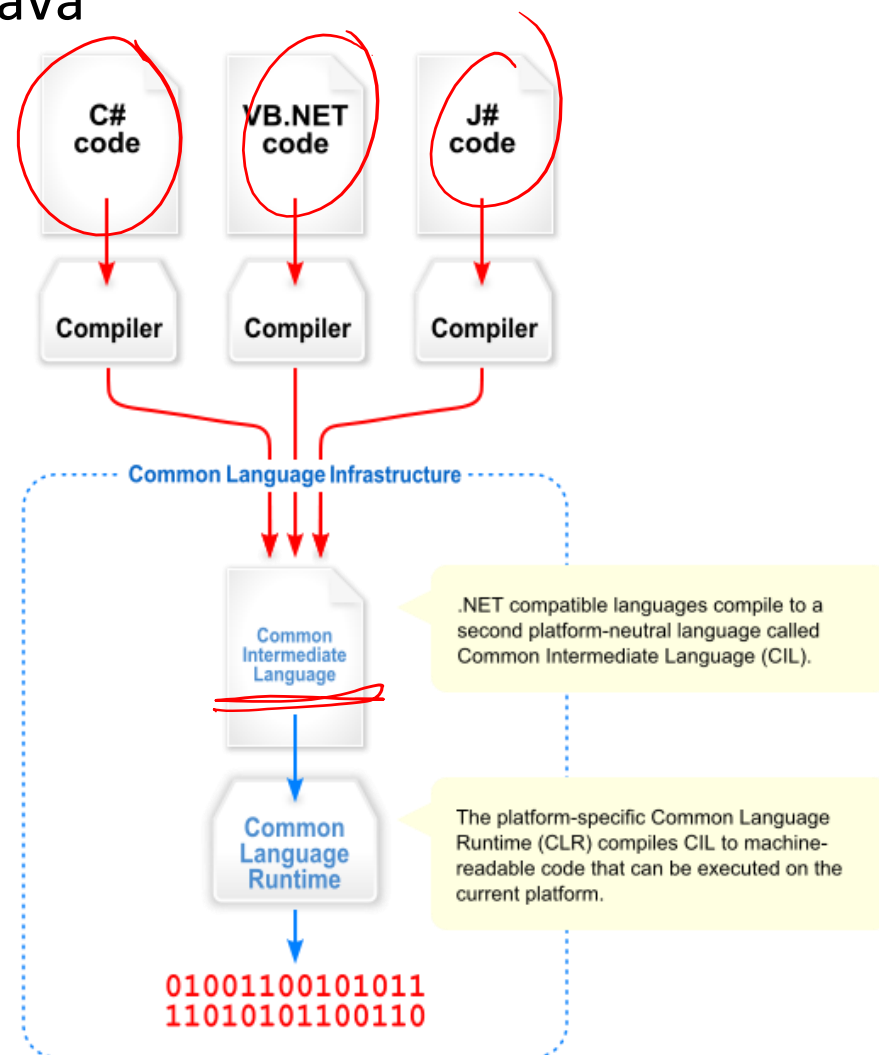 ava
C#
code
VB.NET
code
J#
code
Compiler
Compiler
Compiler
Common Language Infrastructure
Common
Intermediate
Language
.NET compatible languages compile to a
second platform-neutral language called
Common Intermediate Language (CIL).
Common
Language
Runtime
The platform-specific Common Language
Runtime (CLR) compiles CIL to machine-
readable code that can be executed on the
current platform.
01001100101011
11010101100110